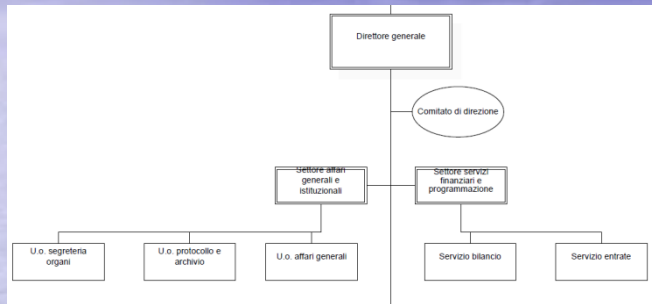 Direttore generale
Comitato di direzione
Settore affari
generali e
istituzionali
Settore servizi
finanziari e
programmazione
U.o. segreteria
organi
U.o. protocollo e
archivio
U.o. affari generali
Servizio bilancio
Servizio entrate